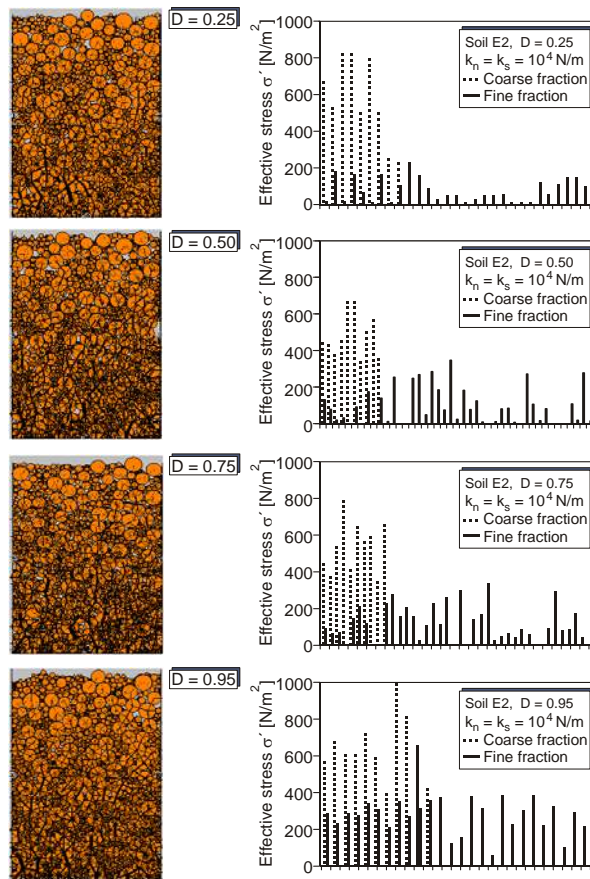 D = 0.25
Effective stress σ´ [N/m²]
1000
800
600
400
200
0
Soil E2, D = 0.25
kₙ = kₛ = 10⁴ N/m
Coarse fraction
Fine fraction
D = 0.50
Effective stress σ´ [N/m²]
1000
800
600
400
200
0
Soil E2, D = 0.50
kₙ = kₛ = 10⁴ N/m
Coarse fraction
Fine fraction
D = 0.75
Effective stress σ´ [N/m²]
1000
800
600
400
200
0
Soil E2, D = 0.75
kₙ = kₛ = 10⁴ N/m
Coarse fraction
Fine fraction
D = 0.95
Effective stress σ´ [N/m²]
1000
800
600
400
200
0
Soil E2, D = 0.95
kₙ = kₛ = 10⁴ N/m
Coarse fraction
Fine fraction